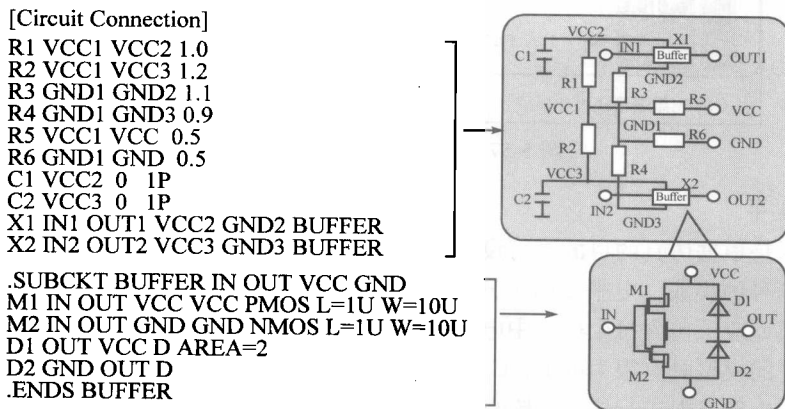 [Circuit Connection]
R1 VCC1 VCC2 1.0
R2 VCC1 VCC3 1.2
R3 GND1 GND2 1.1
R4 GND1 GND3 0.9
R5 VCC1 VCC 0.5
R6 GND1 GND 0.5
C1 VCC2 0 1P
C2 VCC3 0 1P
X1 IN1 OUT1 VCC2 GND2 BUFFER
X2 IN2 OUT2 VCC3 GND3 BUFFER
.SUBCKT BUFFER IN OUT VCC GND
M1 IN OUT VCC VCC PMOS L=1U W=10U
M2 IN OUT GND GND NMOS L=1U W=10U
D1 OUT VCC D AREA=2
D2 GND OUT D
.ENDS BUFFER
VCC2
X1
IN1
C1
Buffer
OUT1
GND2
R1
R3
R5
VCC1
VCC
GND1
R6
R2
GND
R4
VCC3
X2
C2
Buffer
OUT2
IN2
GND3
VCC
M1
D1
IN
OUT
M2
D2
GND